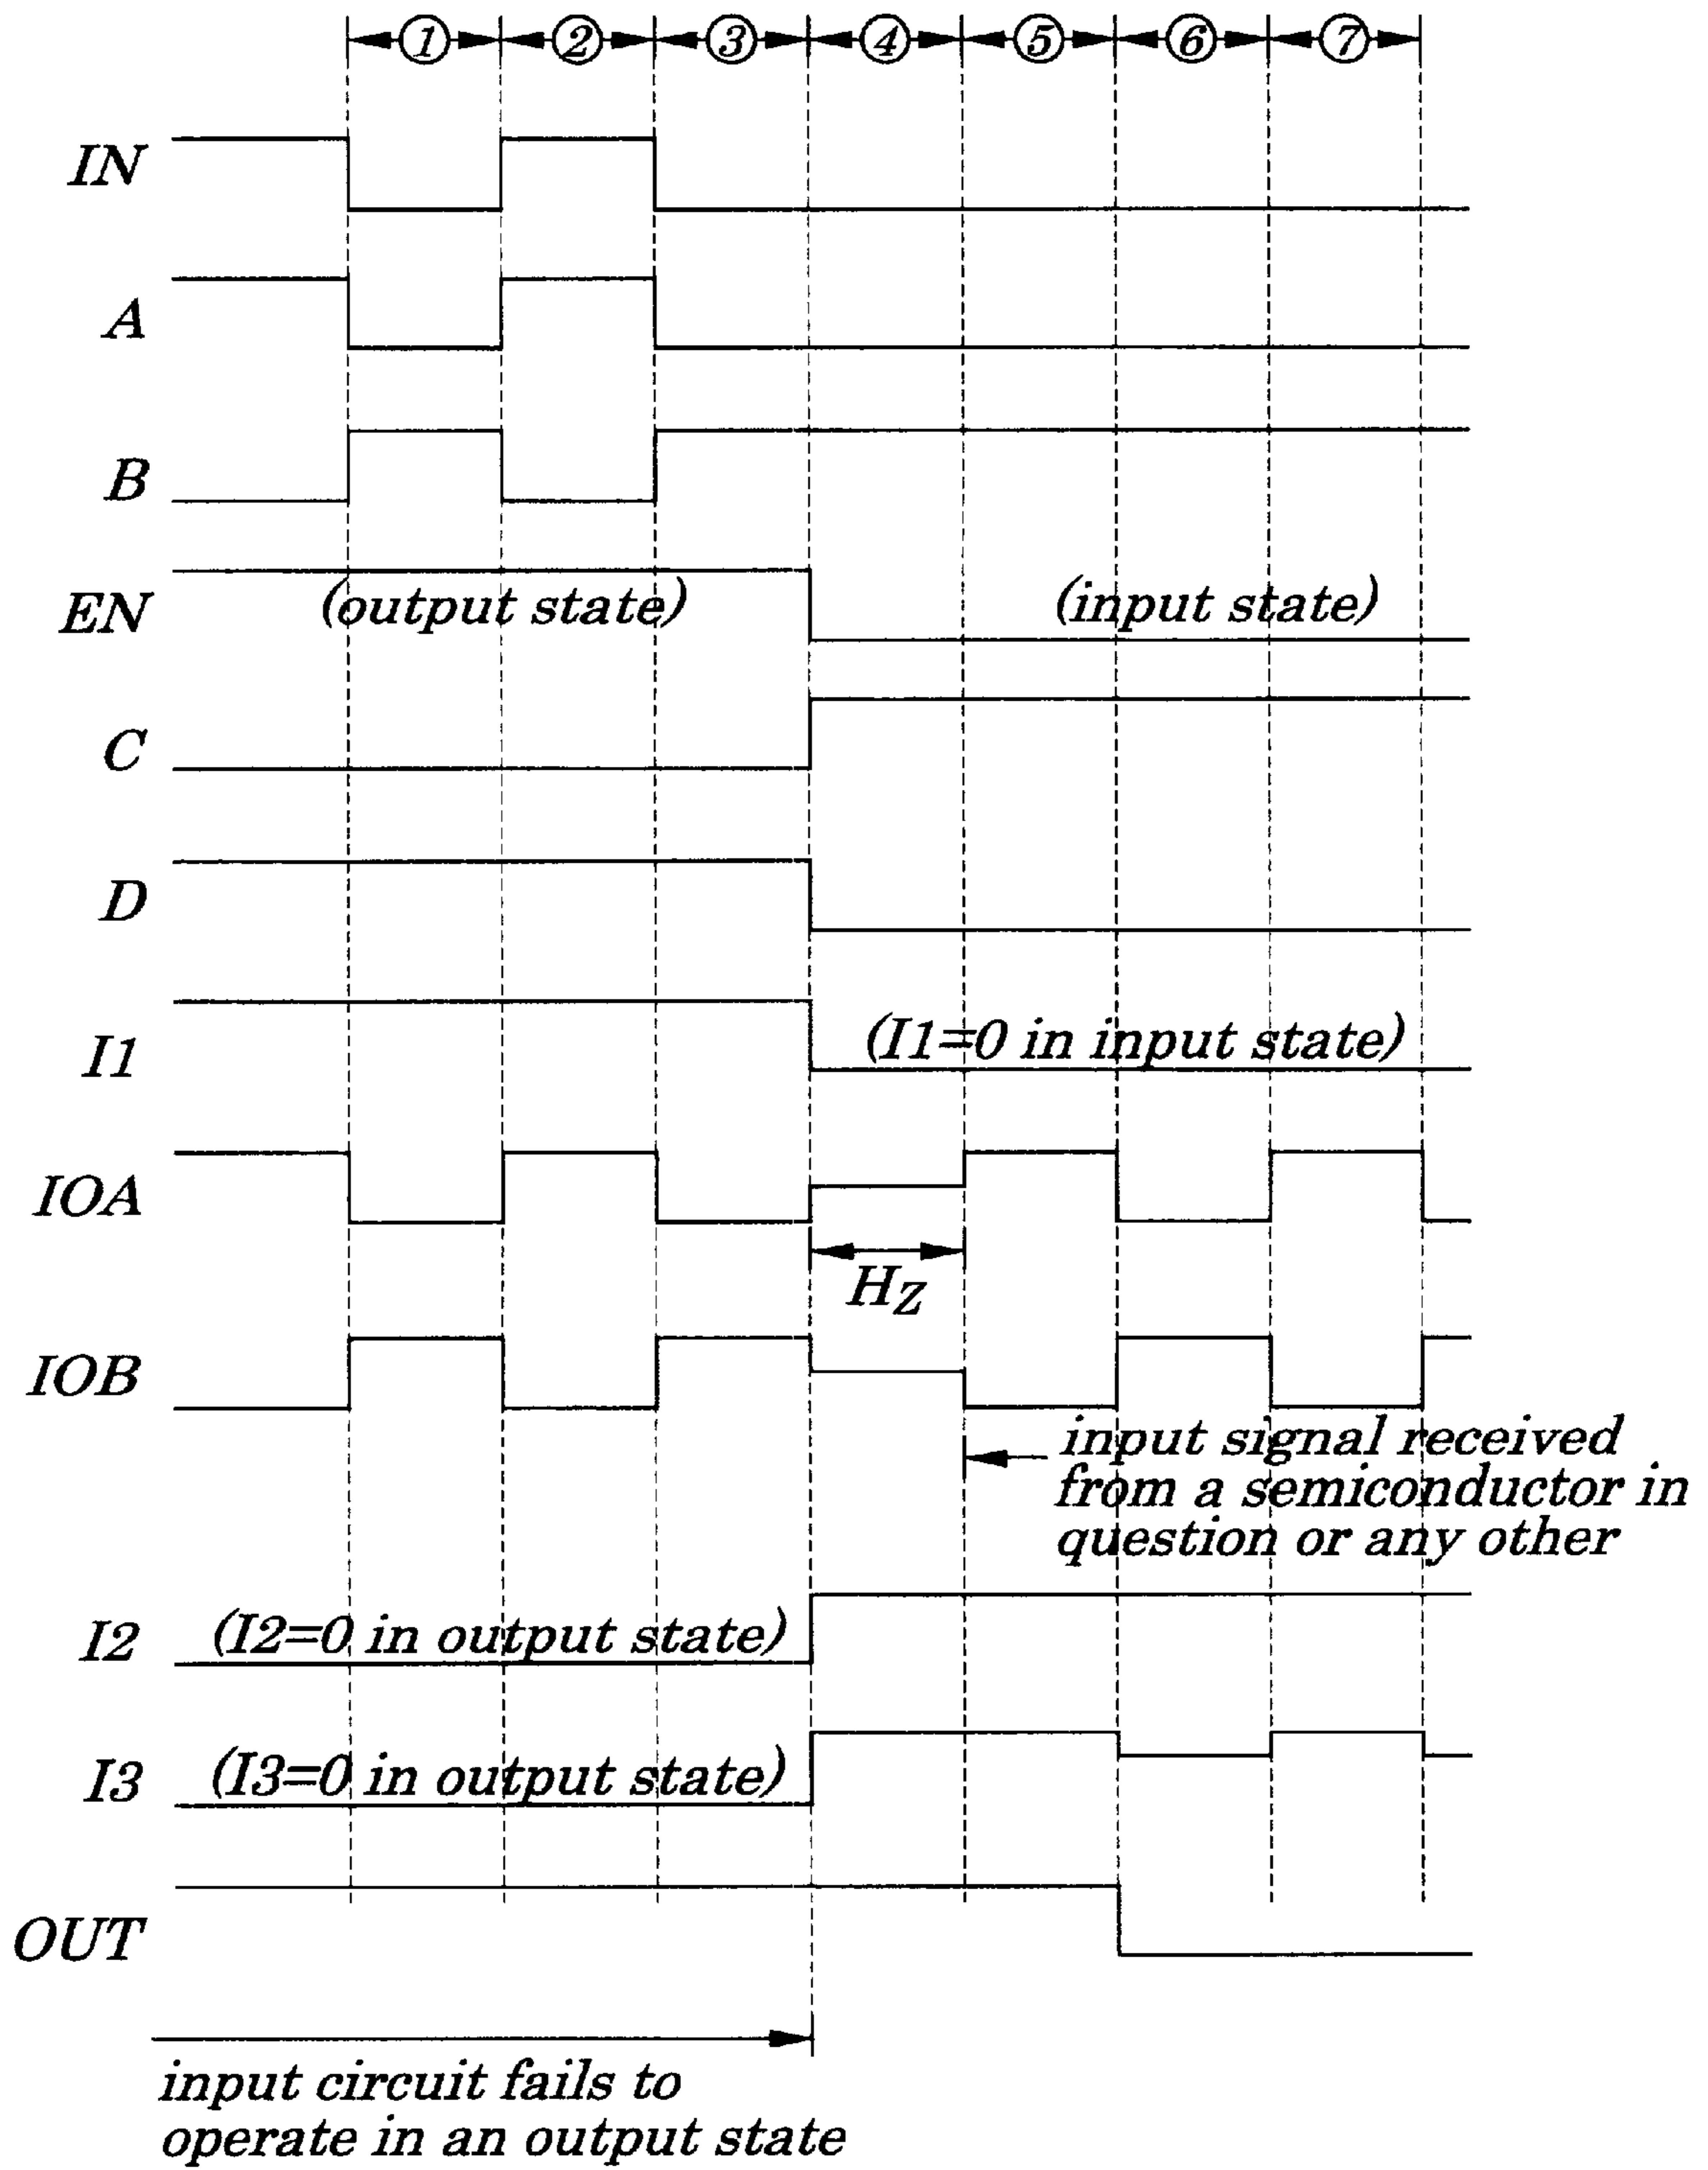 ① ② ③ ④ ⑤ ⑥ ⑦
IN
A
B
EN
(output state) (input state)
C
D
I1
(I1=0 in input state)
IOA
HZ
IOB
input signal received
from a semiconductor in
question or any other
I2
(I2=0 in output state)
I3
(I3=0 in output state)
OUT
input circuit fails to
operate in an output state